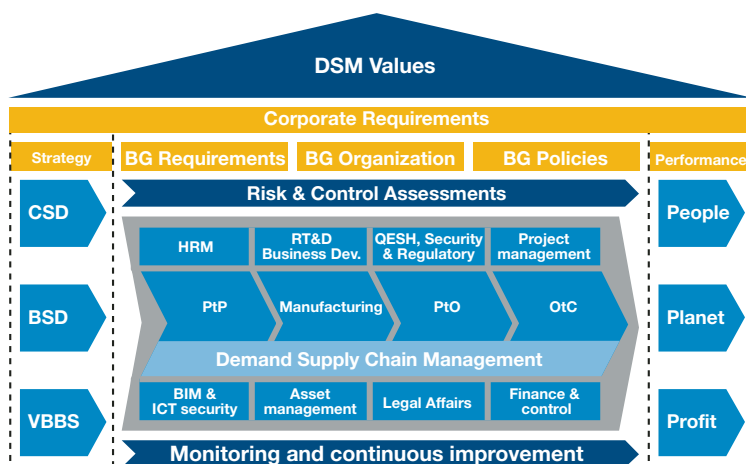 DSM Values
Corporate Requirements
Strategy
BG Requirements
BG Organization
BG Policies
Performance
Risk & Control Assessments
CSD
People
HRM
RT&D
Business Dev.
QESH, Security
& Regulatory
Project
management
BSD
PtP
Manufacturing
PtO
OtC
Planet
Demand Supply Chain Management
BIM &
ICT security
Asset
management
Legal Affairs
Finance &
control
VBBS
Profit
Monitoring and continuous improvement